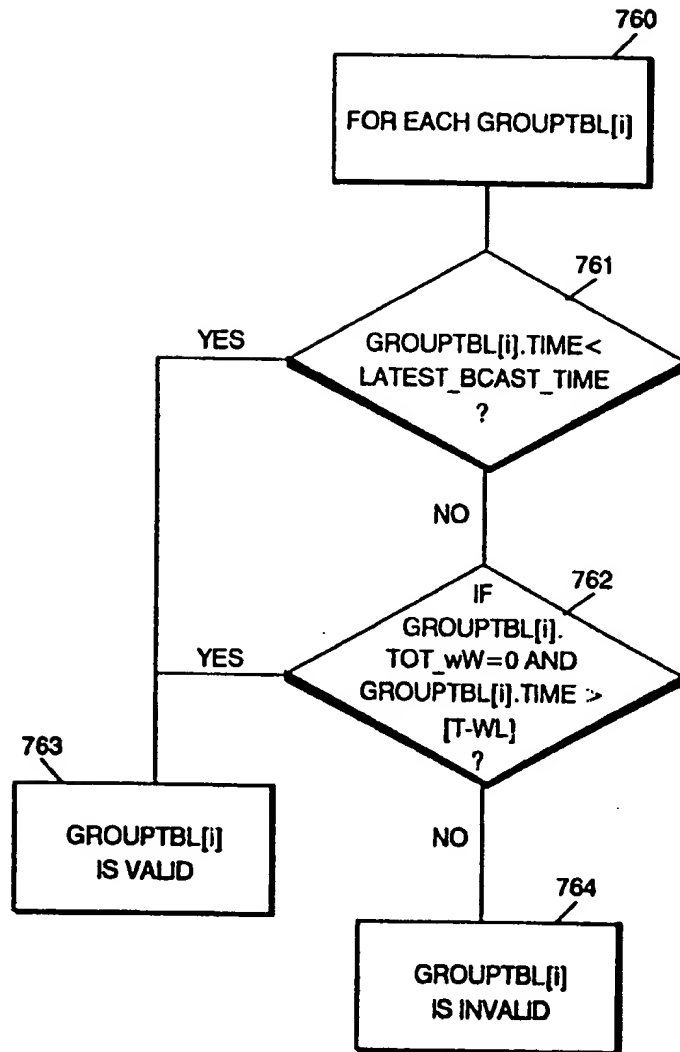 760
FOR EACH GROUPTBL[i]
761
YES
GROUPTBL[i].TIME<
LATEST_BCAST_TIME
?
NO
762
IF
GROUPTBL[i].
TOT_wW=0 AND
YES
GROUPTBL[i].TIME >
[T-WL]
?
763
GROUPTBL[i]
IS VALID
NO
764
GROUPTBL[i]
IS INVALID